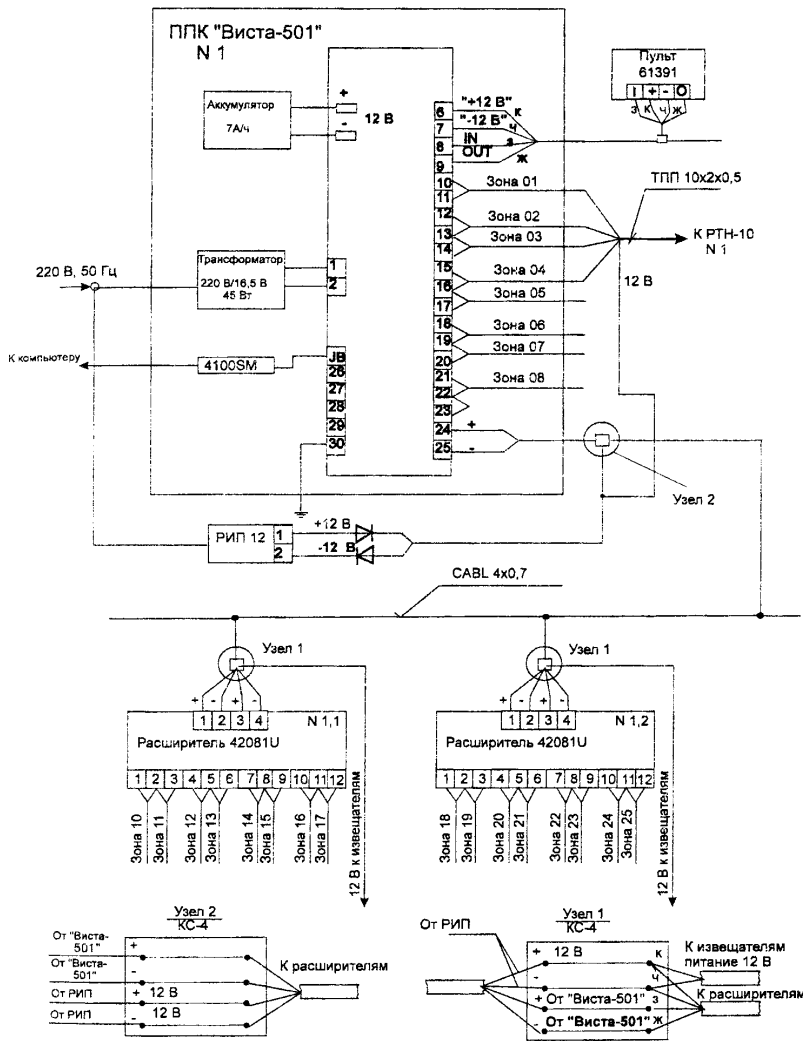 ППК "Виста-501"
N 1
Аккумулятор
7А/ч
+
-
12 В
Трансформатор
220 В/16,5 В
45 Вт
220 В, 50 Гц
К компьютеру
4100SM
1
2
JB
26
27
28
29
30
6
7
8
9
10
11
12
13
14
15
16
17
18
19
20
21
22
23
24
25
"+12 В"
к
"-12 В"
ч
IN
з
OUT
ж
Зона 01
Зона 02
Зона 03
Зона 04
Зона 05
Зона 06
Зона 07
Зона 08
+
-
Пульт
61391
I + - O
з к ч ж
ТПП 10х2х0,5
К РТН-10
N 1
12 В
Узел 2
РИП 12
1
2
+12 В
-12 В
CABL 4x0,7
Узел 1
+ - + -
1 2 3 4
N 1,1
Расширитель 42081U
1 2 3 4 5 6 7 8 9 10 11 12
Зона 10
Зона 11
Зона 12
Зона 13
Зона 14
Зона 15
Зона 16
Зона 17
12 В к извещателям
Узел 1
+ - + -
1 2 3 4
N 1,2
Расширитель 42081U
1 2 3 4 5 6 7 8 9 10 11 12
Зона 18
Зона 19
Зона 20
Зона 21
Зона 22
Зона 23
Зона 24
Зона 25
12 В к извещателям
Узел 2
КС-4
От "Виста-
501"
+
От "Виста-
501"
-
От РИП
+ 12 В
От РИП
- 12 В
К расширителям
Узел 1
КС-4
От РИП
+ 12 В к
- ч
+ От "Виста-501" з
- От "Виста-501" ж
К извещателям
питание 12 В
К расширителям